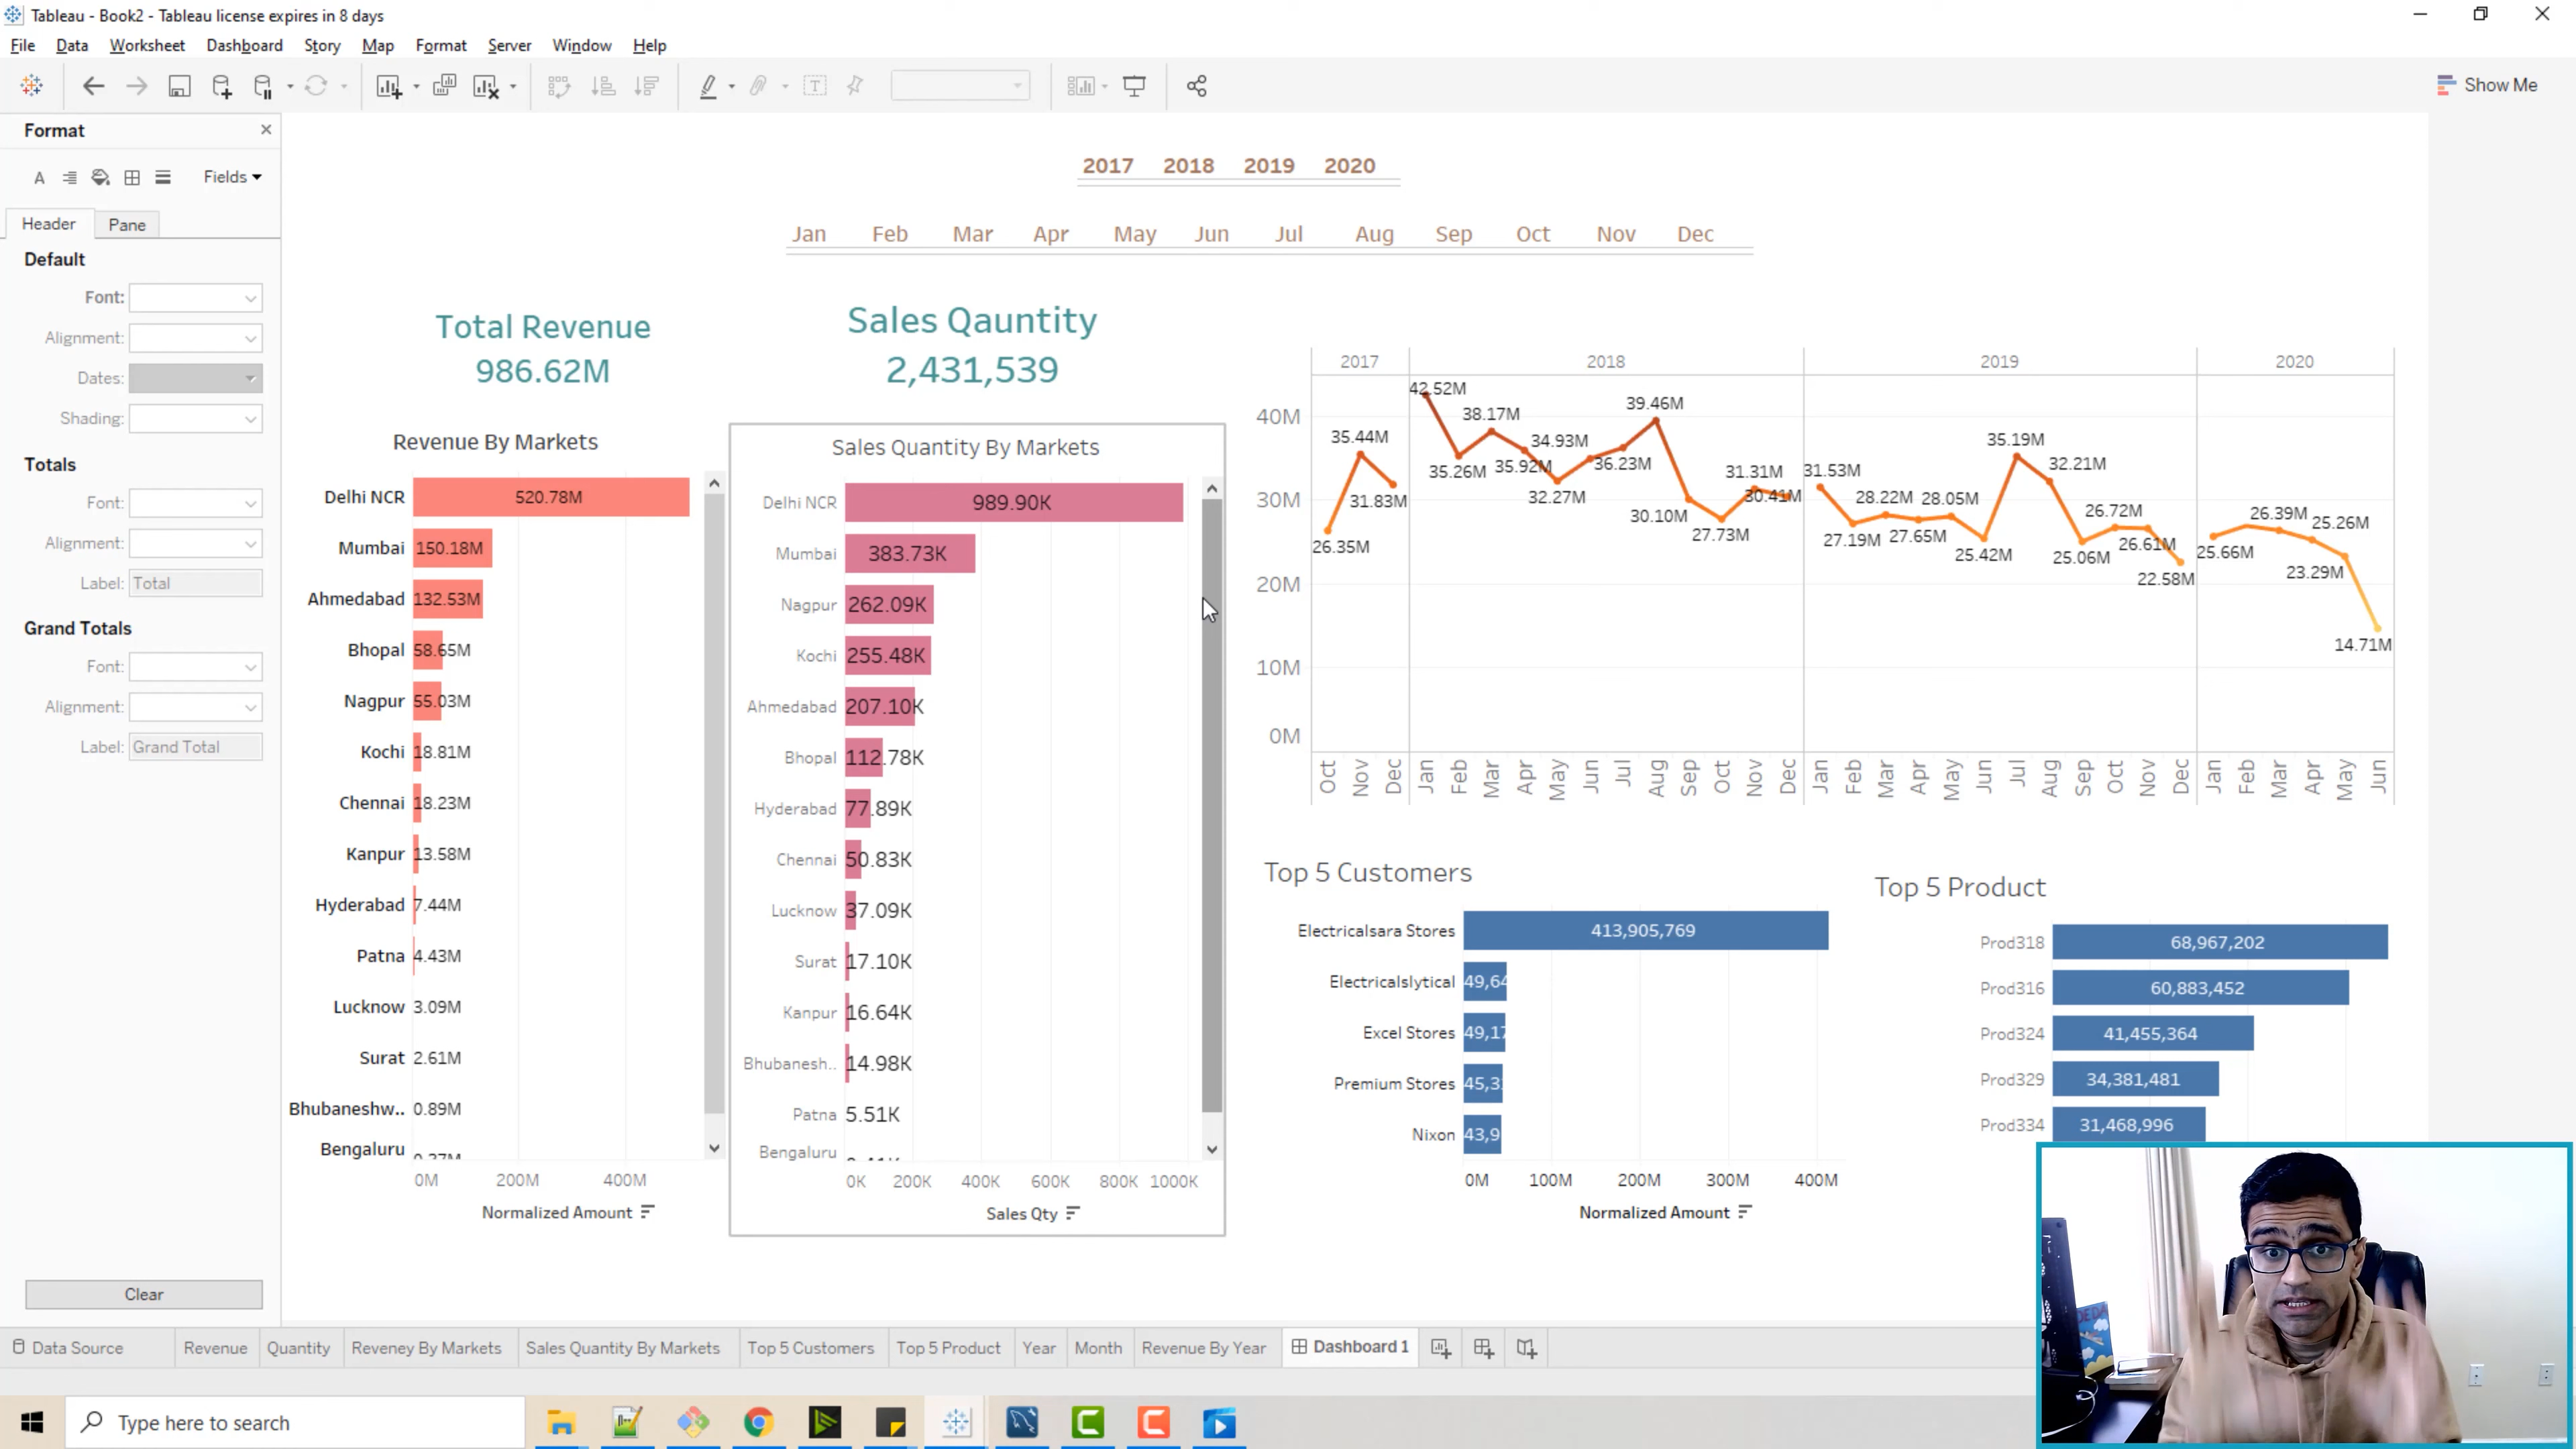 Tableau - Book2 - Tableau license expires in 8 days
File Data Worksheet Dashboard Story Map Format Server Window Help
Show Me
Format
Fields
Header Pane
Default
Font:
Alignment:
Dates:
Shading:
Totals
Font:
Alignment:
Label: Total
Grand Totals
Font:
Alignment:
Label: Grand Total
Clear
2017 2018 2019 2020
Jan Feb Mar Apr May Jun Jul Aug Sep Oct Nov Dec
Total Revenue
986.62M
Sales Qauntity
2,431,539
Revenue By Markets
Delhi NCR 520.78M
Mumbai 150.18M
Ahmedabad 132.53M
Bhopal 58.65M
Nagpur 55.03M
Kochi 18.81M
Chennai 18.23M
Kanpur 13.58M
Hyderabad 7.44M
Patna 4.43M
Lucknow 3.09M
Surat 2.61M
Bhubaneshw.. 0.89M
Bengaluru
0M 200M 400M
Normalized Amount
Sales Quantity By Markets
Delhi NCR 989.90K
Mumbai 383.73K
Nagpur 262.09K
Kochi 255.48K
Ahmedabad 207.10K
Bhopal 112.78K
Hyderabad 77.89K
Chennai 50.83K
Lucknow 37.09K
Surat 17.10K
Kanpur 16.64K
Bhubanesh.. 14.98K
Patna 5.51K
Bengaluru
0K 200K 400K 600K 800K 1000K
Sales Qty
2017 2018 2019 2020
40M
30M
20M
10M
0M
26.35M 35.44M 31.83M
42.52M 35.26M 38.17M 35.92M 32.27M 34.93M 36.23M 39.46M 30.10M 27.73M 31.31M 30.41M
31.53M 27.19M 28.22M 27.65M 28.05M 25.42M 35.19M 32.21M 25.06M 26.72M 26.61M 22.58M
25.66M 26.39M 25.26M 23.29M 14.71M
Oct Nov Dec Jan Feb Mar Apr May Jun Jul Aug Sep Oct Nov Dec Jan Feb Mar Apr May Jun Jul Aug Sep Oct Nov Dec Jan Feb Mar Apr May Jun
Top 5 Customers
Electricalsara Stores 413,905,769
Electricalslytical 49,64
Excel Stores 49,17
Premium Stores 45,3
Nixon 43,9
0M 100M 200M 300M 400M
Normalized Amount
Top 5 Product
Prod318 68,967,202
Prod316 60,883,452
Prod324 41,455,364
Prod329 34,381,481
Prod334 31,468,996
Data Source Revenue Quantity Reveney By Markets Sales Quantity By Markets Top 5 Customers Top 5 Product Year Month Revenue By Year Dashboard 1
Type here to search